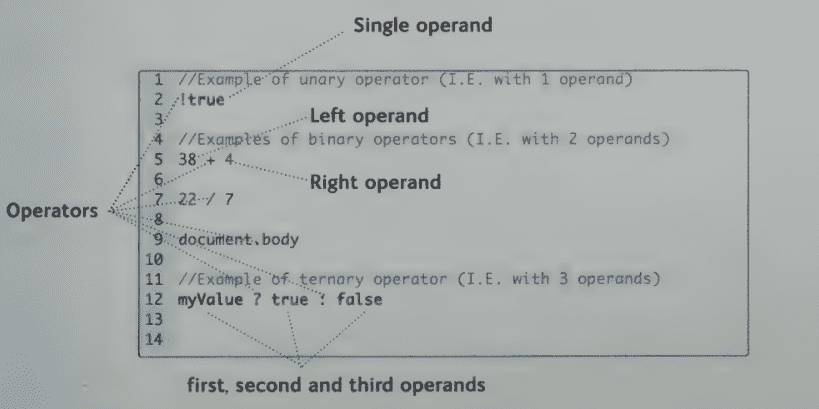 Single operand
1 //Example of unary operator (I.E. with 1 operand)
2 !true
3
Left operand
4 //Examples of binary operators (I.E. with 2 operands)
5 38 + 4
6
Right operand
7 22 / 7
Operators
8
9 document.body
10
11 //Example of ternary operator (I.E. with 3 operands)
12 myValue ? true : false
13
14
first, second and third operands